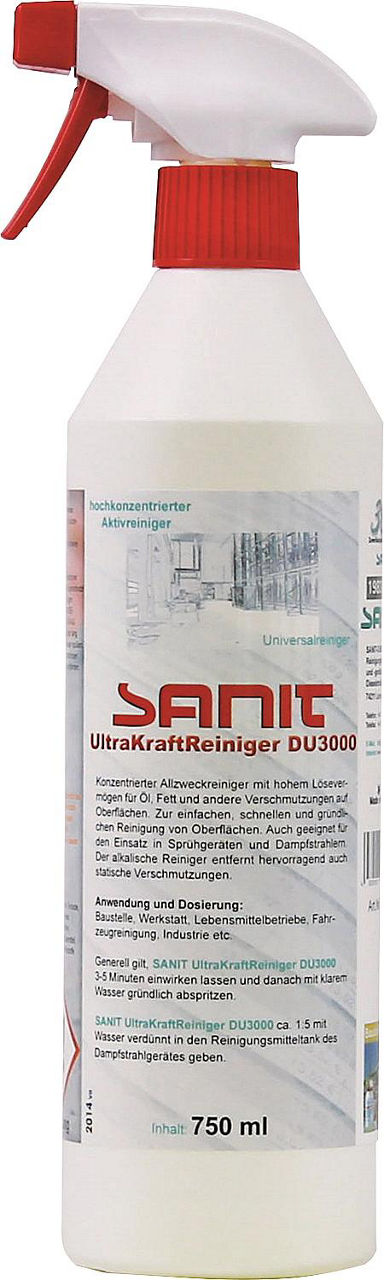 hochkonzentrierter
Aktivreiniger
Universalreiniger
SANIT
UltraKraftReiniger DU3000
Konzentrierter Allzweckreiniger mit hohem Lösever-
mögen für Öl, Fett und andere Verschmutzungen auf
Oberflächen. Zur einfachen, schnellen und gründli-
chen Reinigung von Oberflächen. Auch geeignet für
den Einsatz in Sprühgeräten und Dampfstrahlern.
Der alkalische Reiniger entfernt hervorragend auch
statische Verschmutzungen.
Anwendung und Dosierung:
Baustelle, Werkstatt, Lebensmittelbetriebe, Fahr-
zeugreinigung, Industrie etc.
Generell gilt, SANIT UltraKraftReiniger DU3000
3-5 Minuten einwirken lassen und danach mit klarem
Wasser gründlich abspritzen.
SANIT UltraKraftReiniger DU3000 ca. 1:5 mit
Wasser verdünnt in den Reinigungsmitteltank des
Dampfstrahlgerätes geben.
2014
Inhalt: 750 ml